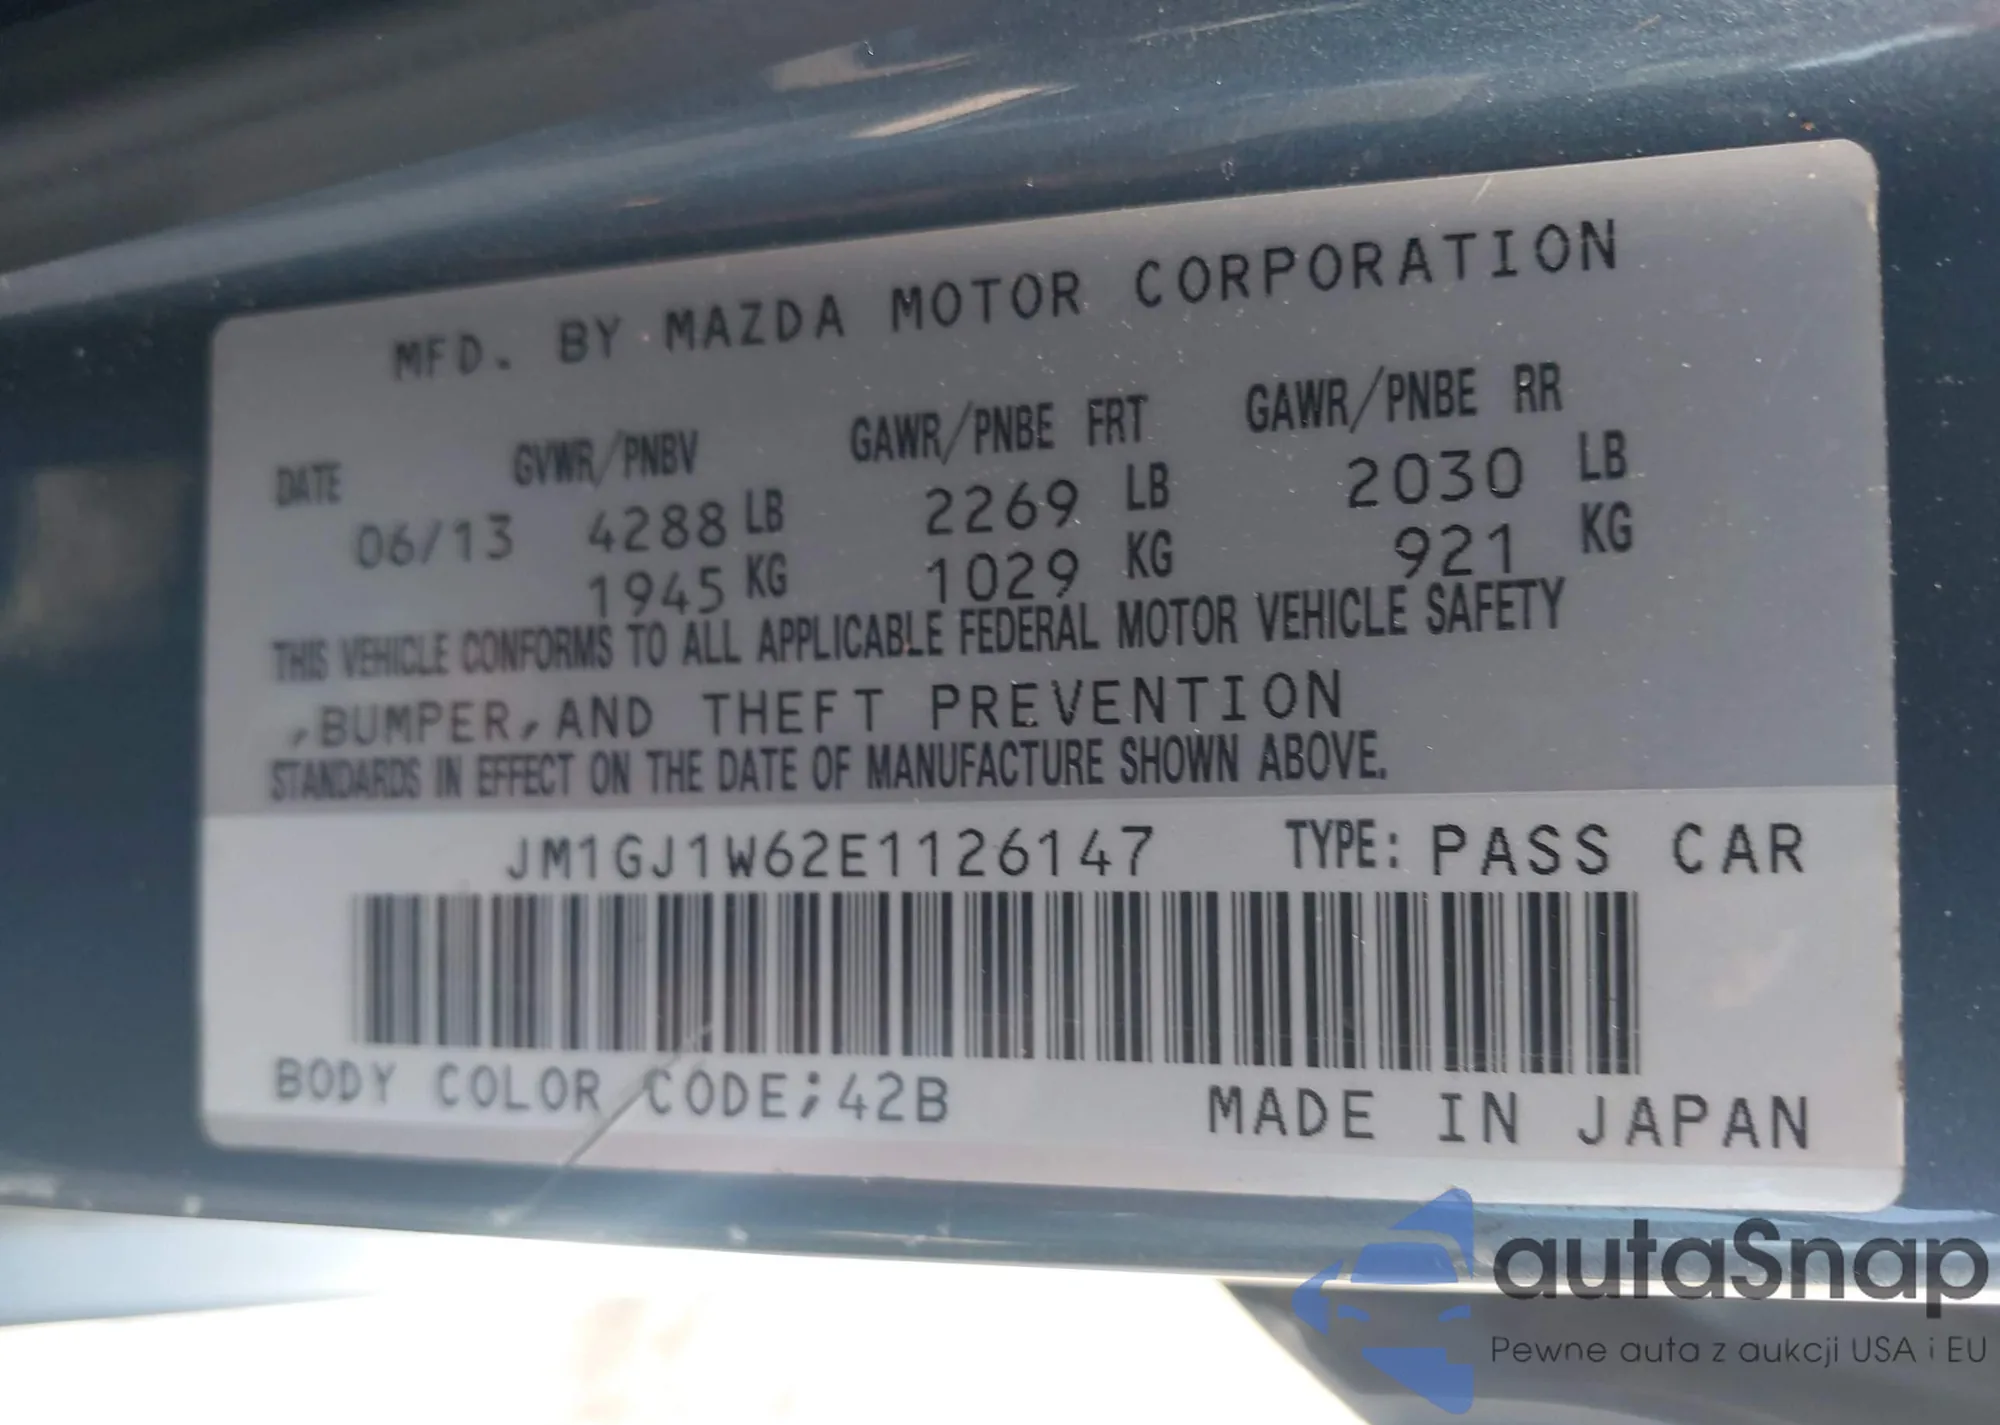 MFD. BY MAZDA MOTOR CORPORATION
DATE GVWR/PNBV GAWR/PNBE FRT GAWR/PNBE RR
06/13 4288 LB 2269 LB 2030 LB
1945 KG 1029 KG 921 KG
THIS VEHICLE CONFORMS TO ALL APPLICABLE FEDERAL MOTOR VEHICLE SAFETY
,BUMPER,AND THEFT PREVENTION
STANDARDS IN EFFECT ON THE DATE OF MANUFACTURE SHOWN ABOVE.
JM1GJ1W62E1126147 TYPE: PASS CAR
BODY COLOR CODE;42B MADE IN JAPAN
autaSnap
Pewne auta z aukcji USA i EU